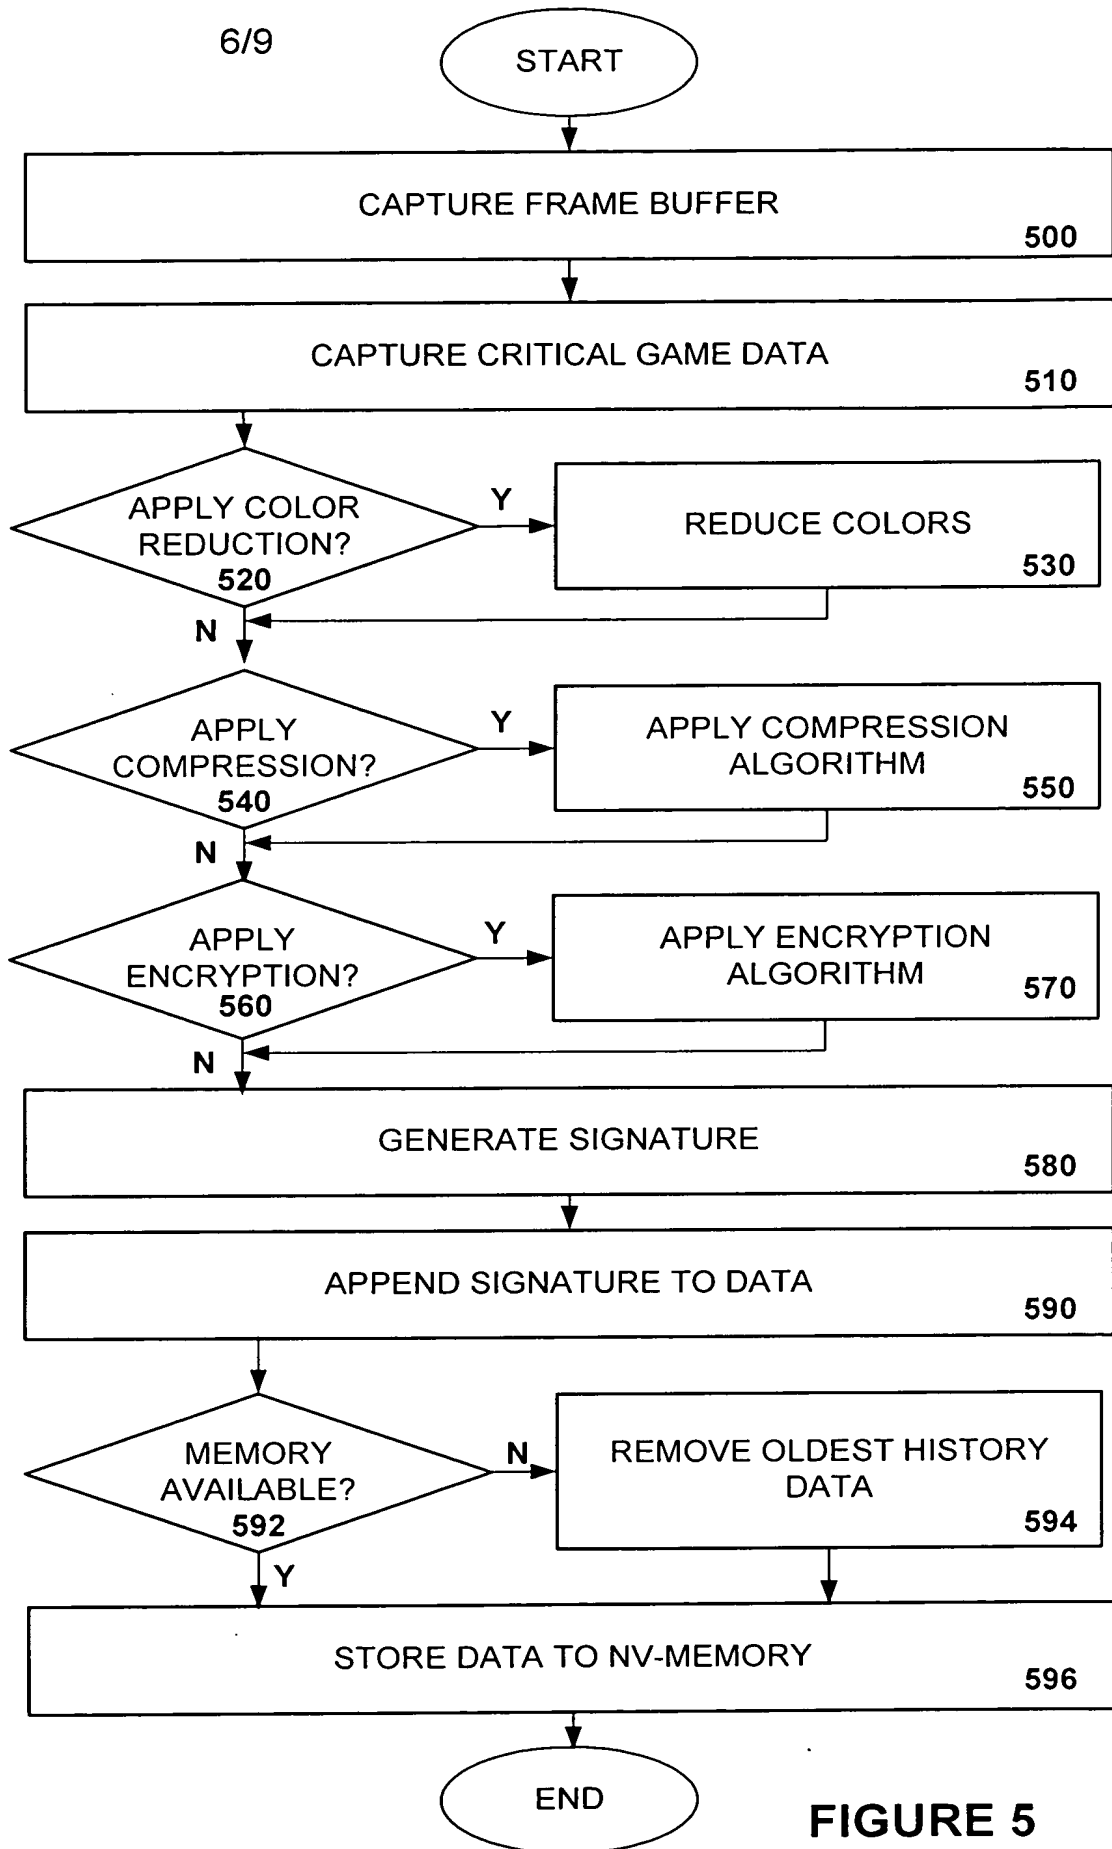 6/9
START
CAPTURE FRAME BUFFER
500
CAPTURE CRITICAL GAME DATA
510
APPLY COLOR
REDUCTION?
520
Y
REDUCE COLORS
530
N
APPLY
COMPRESSION?
540
Y
APPLY COMPRESSION
ALGORITHM
550
N
APPLY
ENCRYPTION?
560
Y
APPLY ENCRYPTION
ALGORITHM
570
N
GENERATE SIGNATURE
580
APPEND SIGNATURE TO DATA
590
MEMORY
AVAILABLE?
592
N
REMOVE OLDEST HISTORY
DATA
594
Y
STORE DATA TO NV-MEMORY
596
END
FIGURE 5